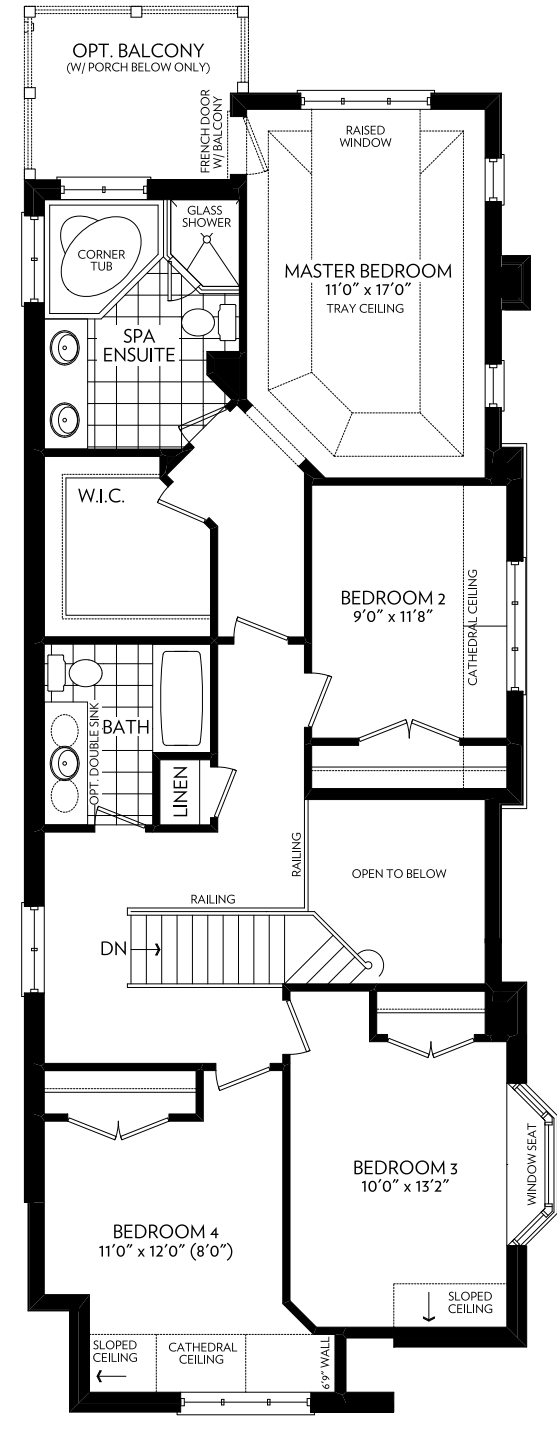 OPT. BALCONY
(W/ PORCH BELOW ONLY)
FRENCH DOOR
W/ BALCONY
RAISED
WINDOW
GLASS
SHOWER
CORNER
TUB
MASTER BEDROOM
11'0" x 17'0"
TRAY CEILING
SPA
ENSUITE
W.I.C.
BEDROOM 2
9'0" x 11'8"
CATHEDRAL CEILING
OPT. DOUBLE SINK
BATH
LINEN
RAILING
OPEN TO BELOW
RAILING
DN
WINDOW SEAT
BEDROOM 3
10'0" x 13'2"
BEDROOM 4
11'0" x 12'0" (8'0")
SLOPED
CEILING
SLOPED
CEILING
CATHEDRAL
CEILING
6'9" WALL